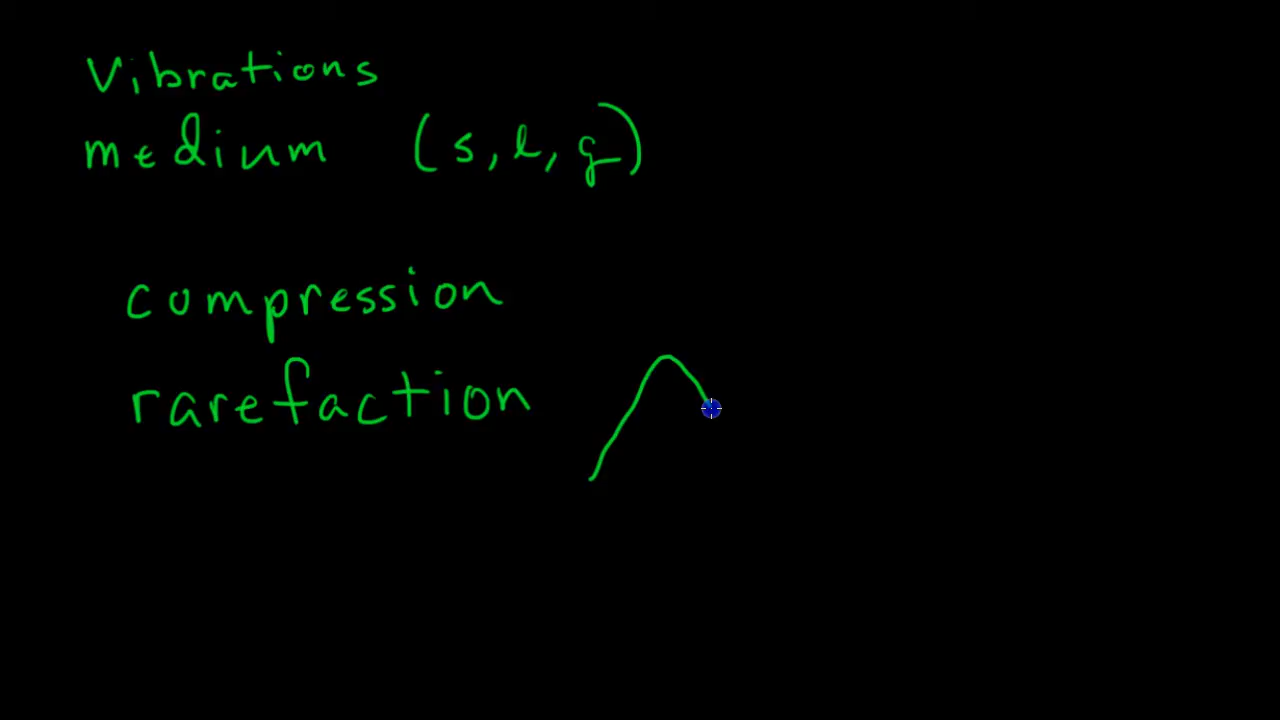 Vibrations
medium (s, l, g)
compression
rarefaction